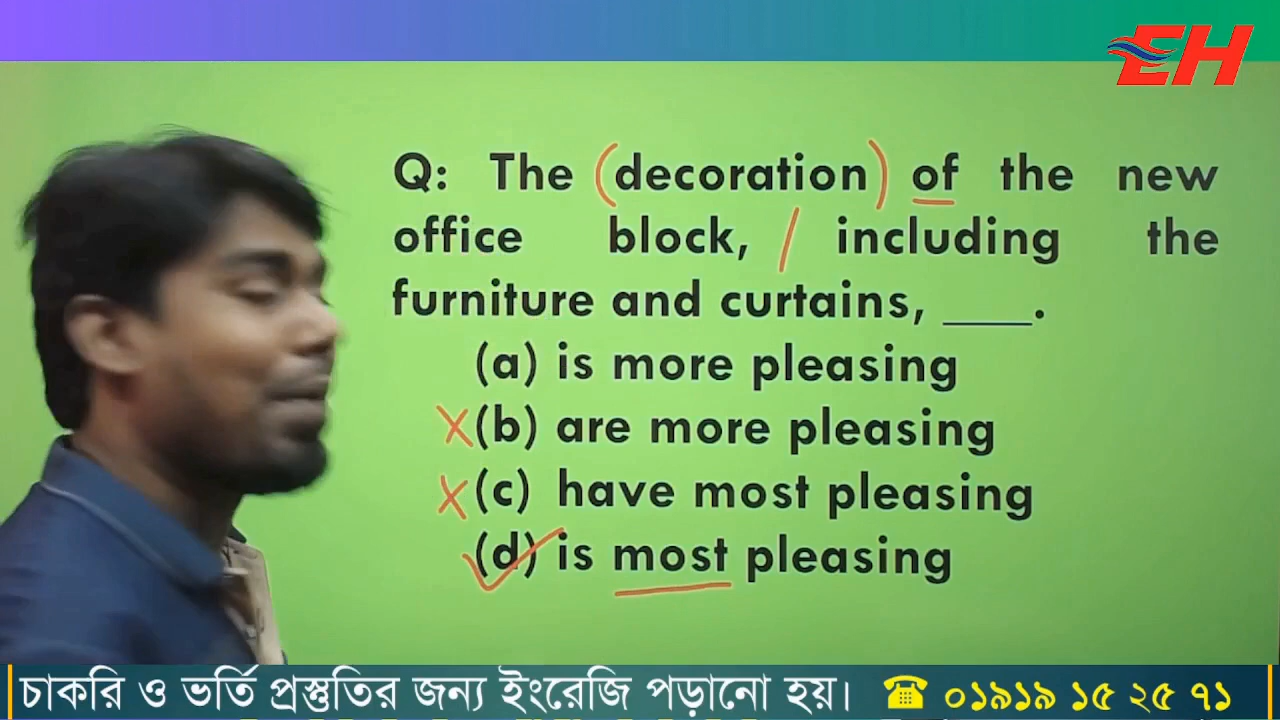 EH
Q: The (decoration) of the new
office block, / including the
furniture and curtains, ____.
(a) is more pleasing
X (b) are more pleasing
X (c) have most pleasing
✓ (d) is most pleasing
চাকরি ও ভর্তি প্রস্তুতির জন্য ইংরেজি পড়ানো হয়। ☎ ০১৯১৯ ১৫ ২৫ ৭১